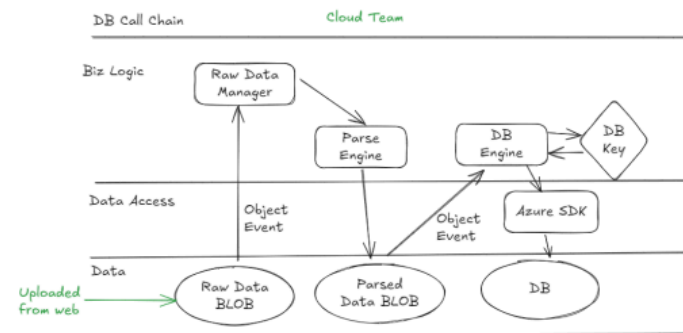 DB Call Chain
Cloud Team
Biz Logic
Raw Data
Manager
Parse
Engine
DB
Engine
DB
Key
Data Access
Object
Event
Object
Event
Azure SDK
Data
Uploaded
from web
Raw Data
BLOB
Parsed
Data BLOB
DB